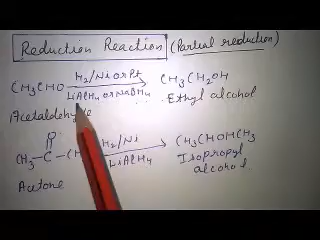 Reduction Reaction (Partial reduction)
CH3CHO H2/Ni or Pt CH3CH2OH
LiAlH4 or NaBH4 Ethyl alcohol
Acetaldehyde
O
CH3-C- H2/Ni CH3CHOHCH3
LiAlH4 Isopropyl
alcohol
Acetone